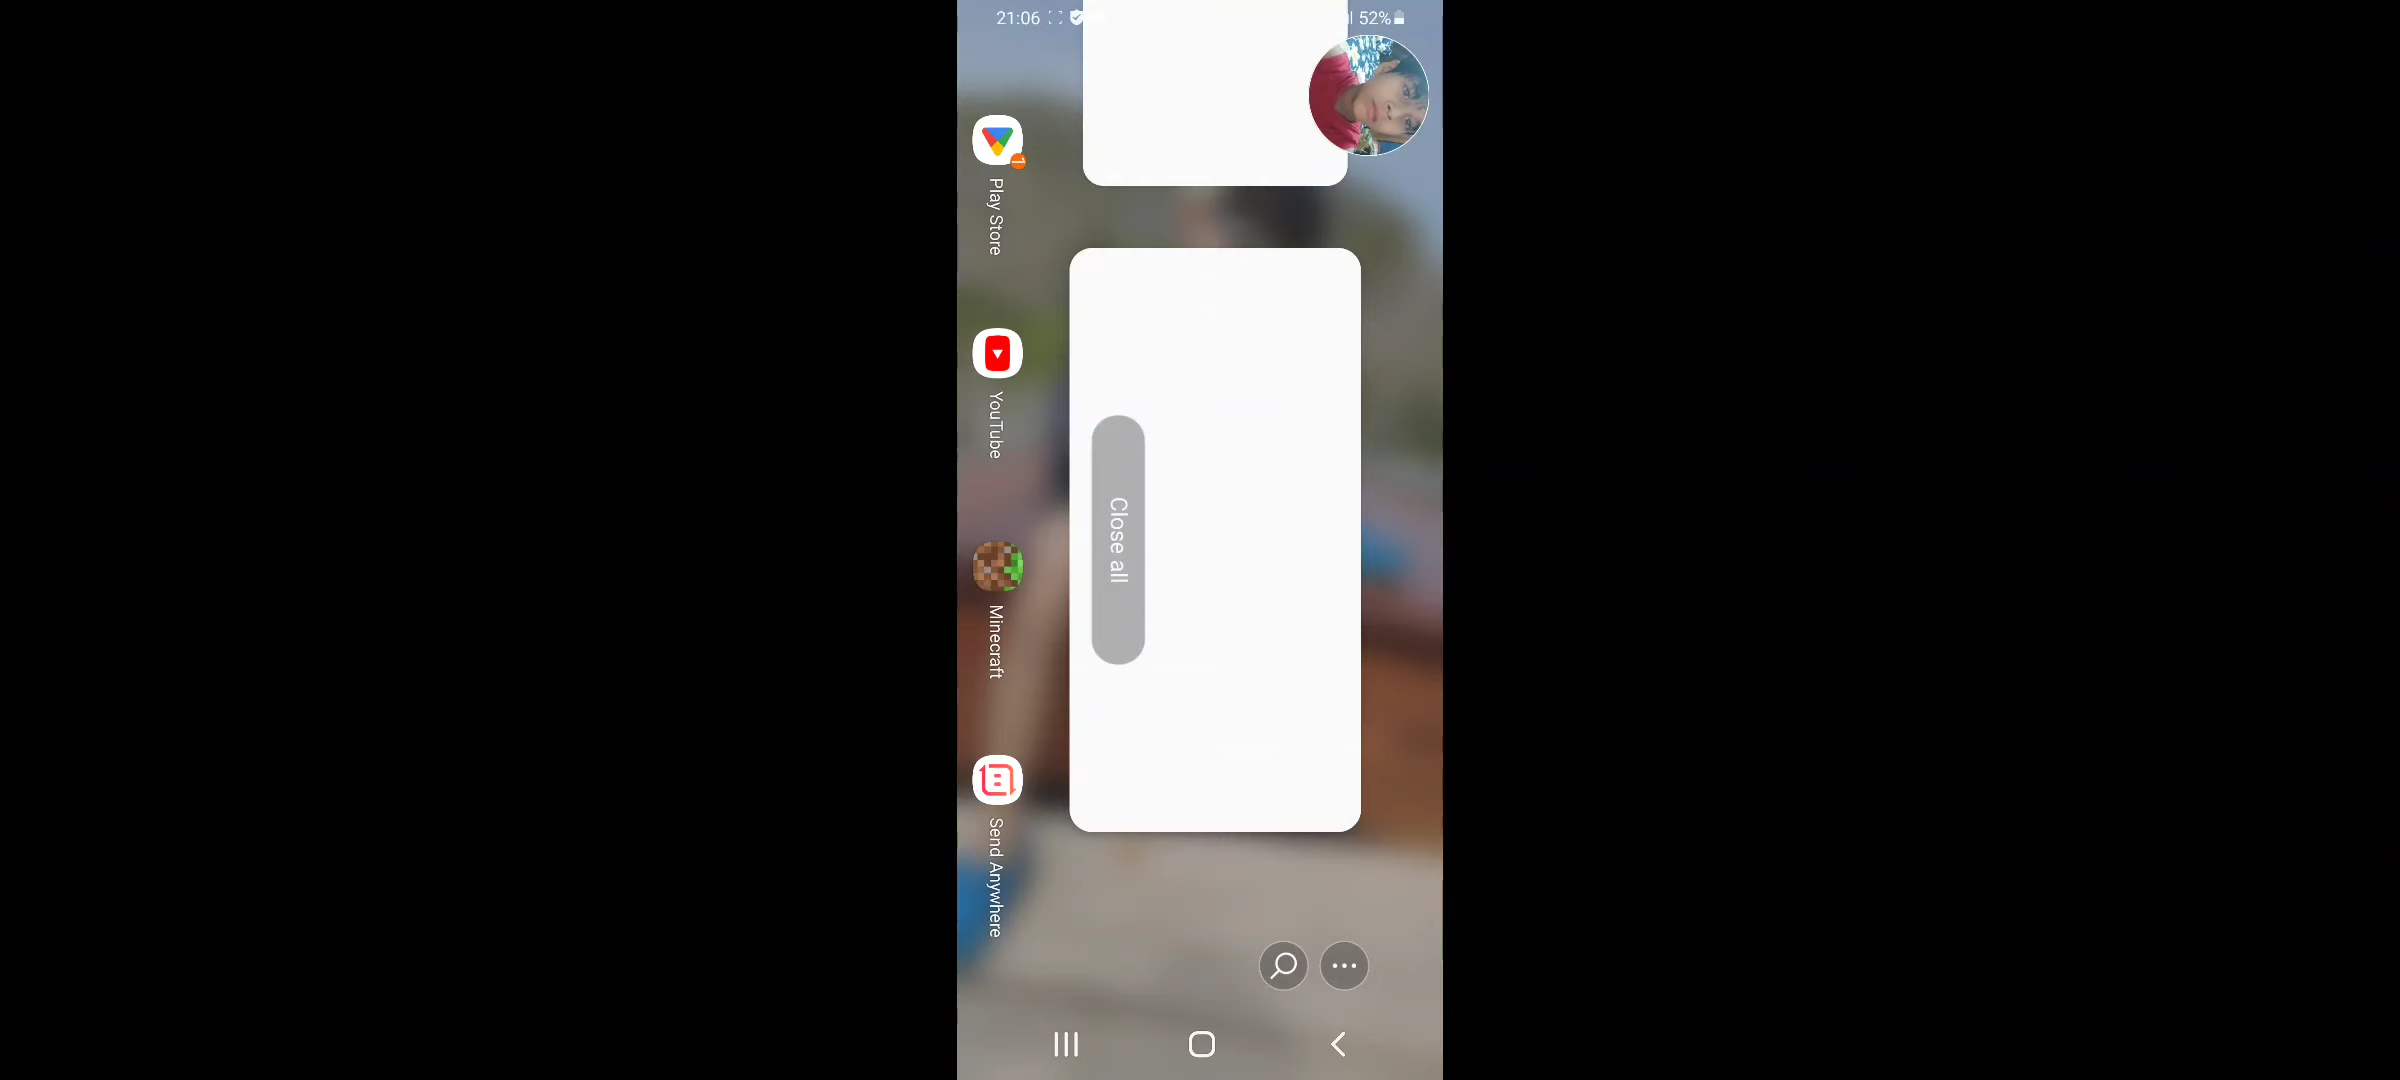 21:06
52%
Play Store
YouTube
Minecraft
Send Anywhere
Close all